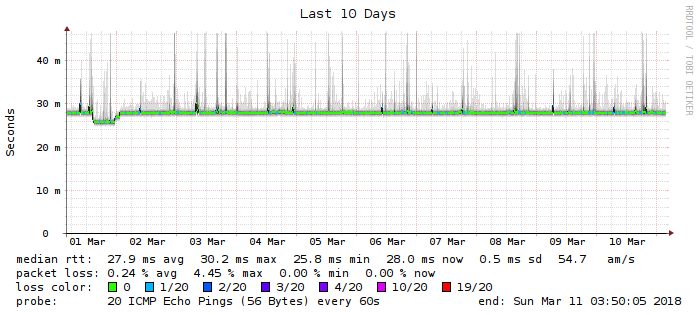 Last 10 Days
RRDTOOL / TOBI OETIKER
Seconds
40 m
30 m
20 m
10 m
0
01 Mar 02 Mar 03 Mar 04 Mar 05 Mar 06 Mar 07 Mar 08 Mar 09 Mar 10 Mar
median rtt: 27.9 ms avg 30.2 ms max 25.8 ms min 28.0 ms now 0.5 ms sd 54.7 am/s
packet loss: 0.24 % avg 4.45 % max 0.00 % min 0.00 % now
loss color: 0 1/20 2/20 3/20 4/20 10/20 19/20
probe: 20 ICMP Echo Pings (56 Bytes) every 60s end: Sun Mar 11 03:50:05 2018